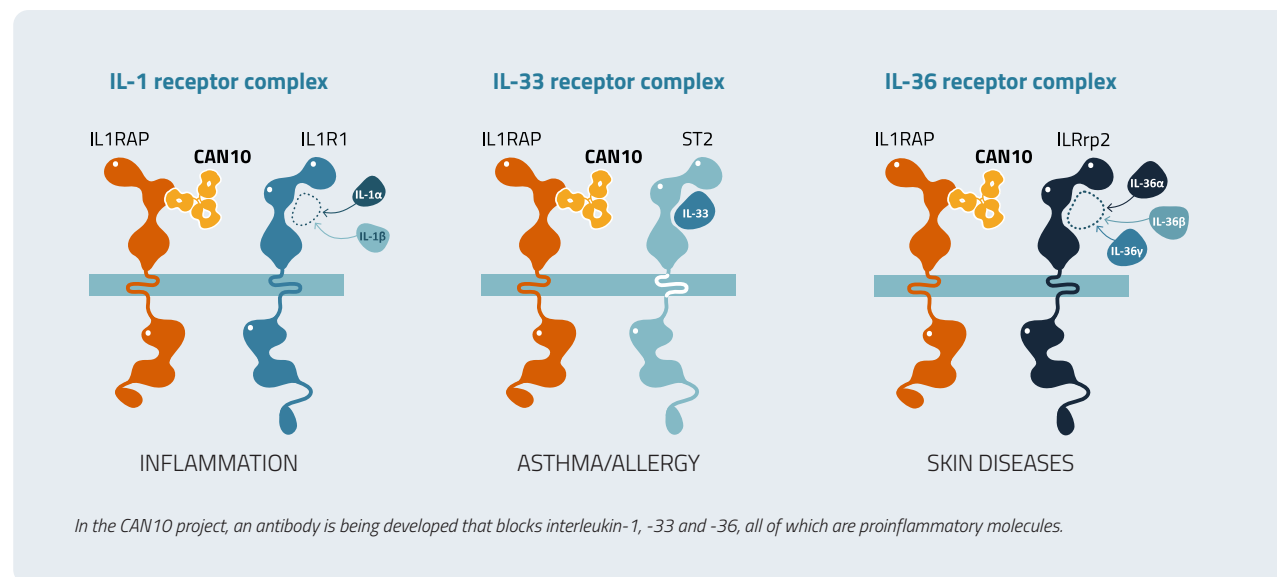 IL-1 receptor complex
IL1RAP
CAN10
IL1R1
IL-1α
IL-1β
INFLAMMATION
IL-33 receptor complex
IL1RAP
CAN10
ST2
IL-33
ASTHMA/ALLERGY
IL-36 receptor complex
IL1RAP
CAN10
ILRrp2
IL-36α
IL-36β
IL-36γ
SKIN DISEASES
In the CAN10 project, an antibody is being developed that blocks interleukin-1, -33 and -36, all of which are proinflammatory molecules.